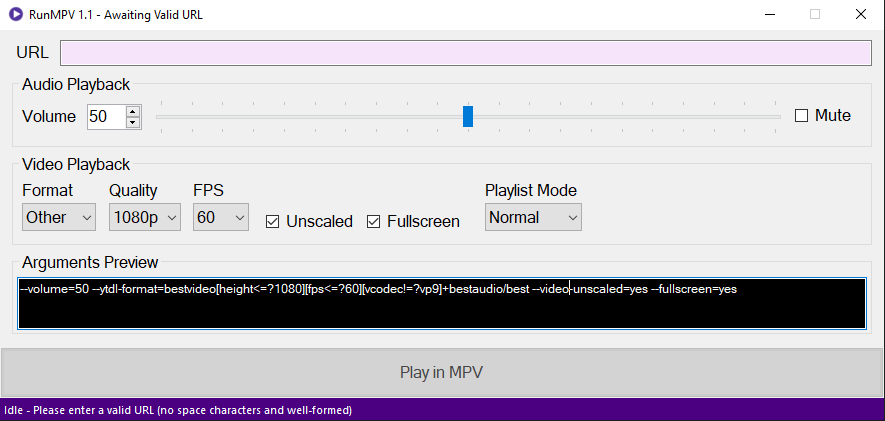 RunMPV 1.1 - Awaiting Valid URL
URL
Audio Playback
Volume 50 Mute
Video Playback
Format Quality FPS Playlist Mode
Other 1080p 60 Unscaled Fullscreen Normal
Arguments Preview
--volume=50 --ytdl-format=bestvideo[height<=?1080][fps<=?60][vcodec!=?vp9]+bestaudio/best --video-unscaled=yes --fullscreen=yes
Play in MPV
Idle - Please enter a valid URL (no space characters and well-formed)